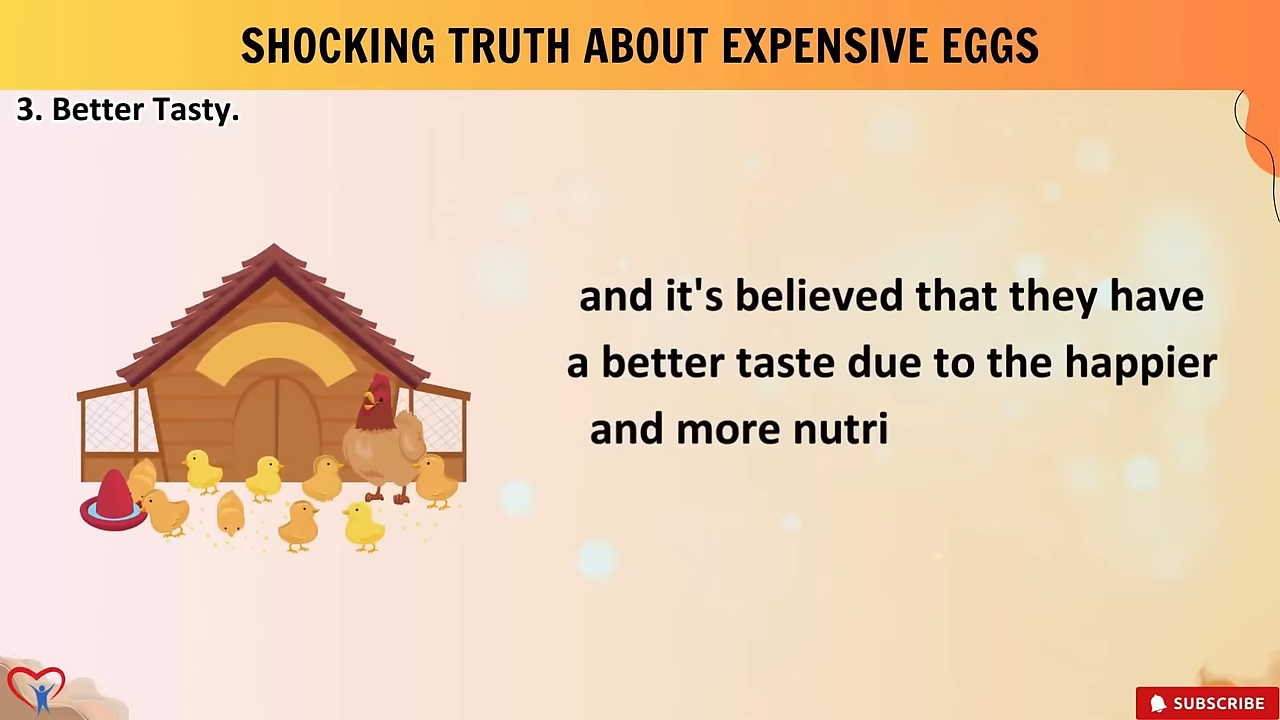 SHOCKING TRUTH ABOUT EXPENSIVE EGGS
3. Better Tasty.
and it's believed that they have
a better taste due to the happier
and more nutri
SUBSCRIBE